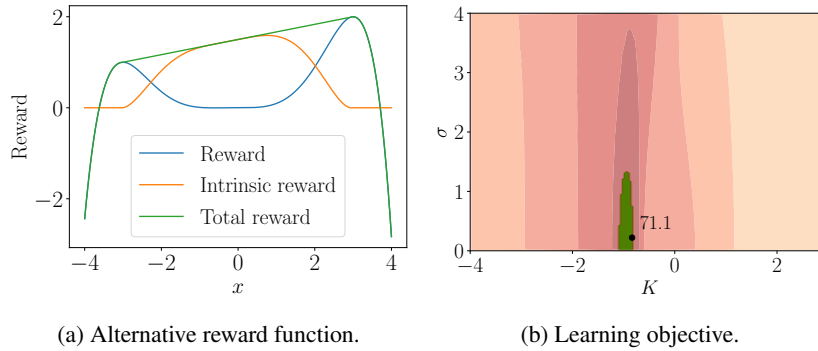 2
0
−2
Reward
Reward
Intrinsic reward
Total reward
−4
−2
0
2
4
x
4
3
2
1
0
σ
71.1
−4
−2
0
2
K
(a) Alternative reward function.
(b) Learning objective.